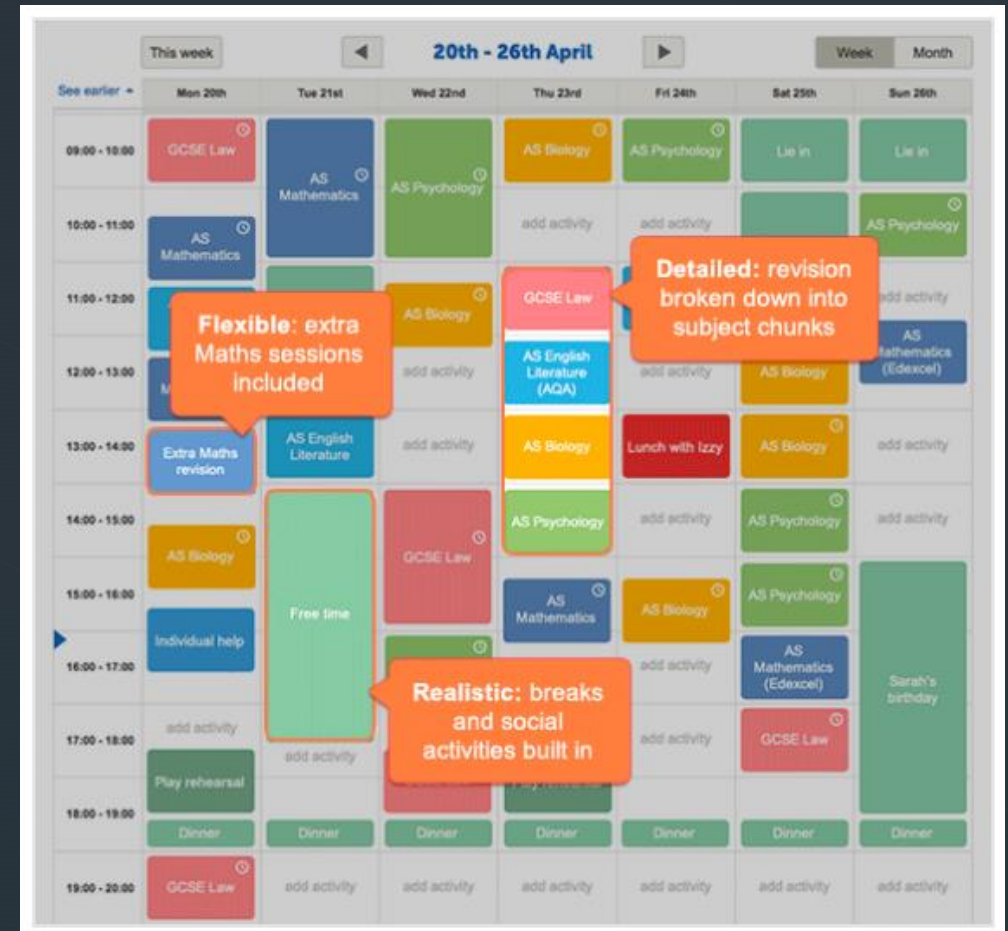 This week
20th - 26th April
Week
Month
See earlier
Mon 20th
Tue 21st
Wed 22nd
Thu 23rd
Fri 24th
Sat 25th
Sun 26th
09:00 - 10:00
GCSE Law
AS
Mathematics
AS Psychology
AS Biology
AS Psychology
Lie in
Lie in
10:00 - 11:00
AS
Mathematics
add activity
add activity
AS Psychology
Detailed: revision
broken down into
subject chunks
11:00 - 12:00
AS Biology
GCSE Law
add activity
Flexible: extra
Maths sessions
included
12:00 - 13:00
add activity
AS English
Literature
(AQA)
add activity
AS Biology
AS
Mathematics
(Edexcel)
13:00 - 14:00
Extra Maths
revision
AS English
Literature
add activity
AS Biology
Lunch with Izzy
AS Biology
add activity
14:00 - 15:00
AS Biology
Free time
GCSE Law
AS Psychology
add activity
AS Psychology
add activity
15:00 - 16:00
Individual help
AS
Mathematics
AS Biology
AS Psychology
16:00 - 17:00
add activity
AS
Mathematics
(Edexcel)
Sarah's
birthday
Realistic: breaks
and social
activities built in
17:00 - 18:00
add activity
add activity
add activity
GCSE Law
Play rehearsal
18:00 - 19:00
Dinner
Dinner
Dinner
Dinner
Dinner
Dinner
Dinner
19:00 - 20:00
GCSE Law
add activity
add activity
add activity
add activity
add activity
add activity